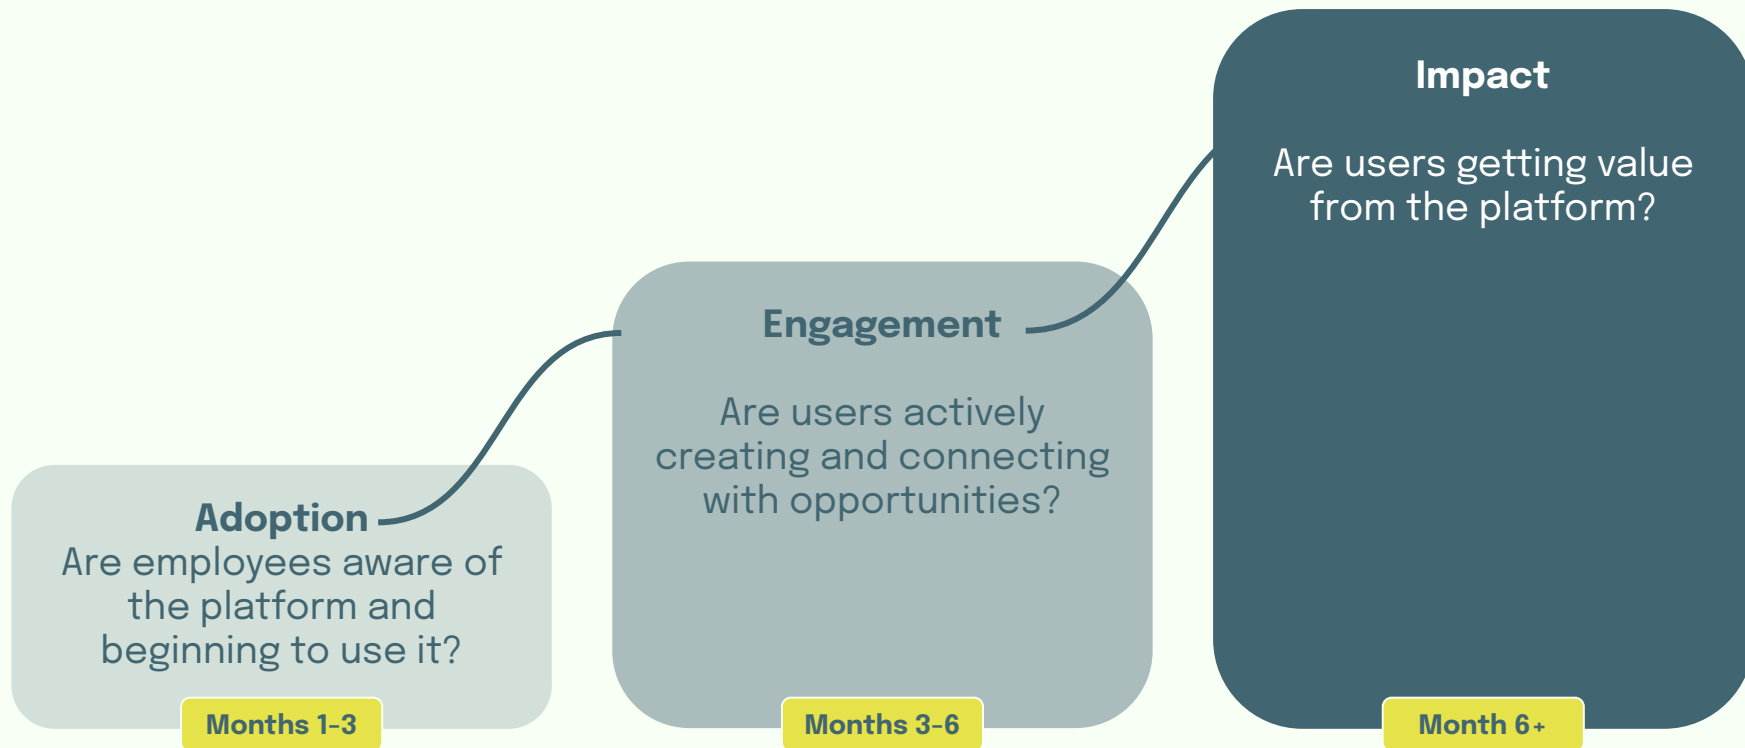 Adoption
Are employees aware of
the platform and
beginning to use it?
Months 1-3
Engagement
Are users actively
creating and connecting
with opportunities?
Months 3-6
Impact
Are users getting value
from the platform?
Month 6+